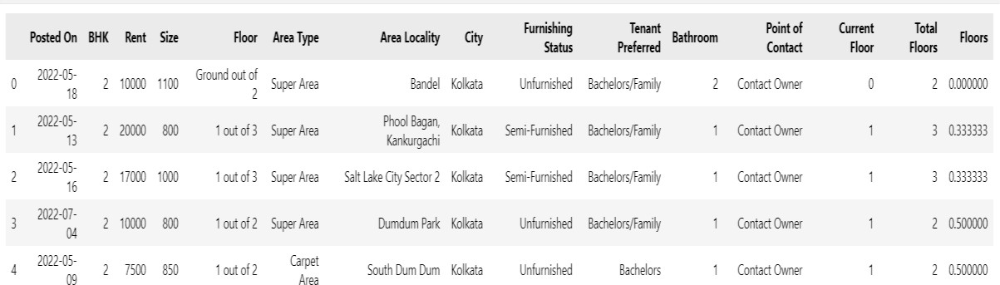 Posted On BHK Rent Size Floor Area Type Area Locality City Furnishing Status Tenant Preferred Bathroom Point of Contact Current Floor Total Floors Floors
0 2022-05-18 2 10000 1100 Ground out of 2 Super Area Bandel Kolkata Unfurnished Bachelors/Family 2 Contact Owner 0 2 0.000000
1 2022-05-13 2 20000 800 1 out of 3 Super Area Phool Bagan, Kankurgachi Kolkata Semi-Furnished Bachelors/Family 1 Contact Owner 1 3 0.333333
2 2022-05-16 2 17000 1000 1 out of 3 Super Area Salt Lake City Sector 2 Kolkata Semi-Furnished Bachelors/Family 1 Contact Owner 1 3 0.333333
3 2022-07-04 2 10000 800 1 out of 2 Super Area Dumdum Park Kolkata Unfurnished Bachelors/Family 1 Contact Owner 1 2 0.500000
4 2022-05-09 2 7500 850 1 out of 2 Carpet Area South Dum Dum Kolkata Unfurnished Bachelors 1 Contact Owner 1 2 0.500000